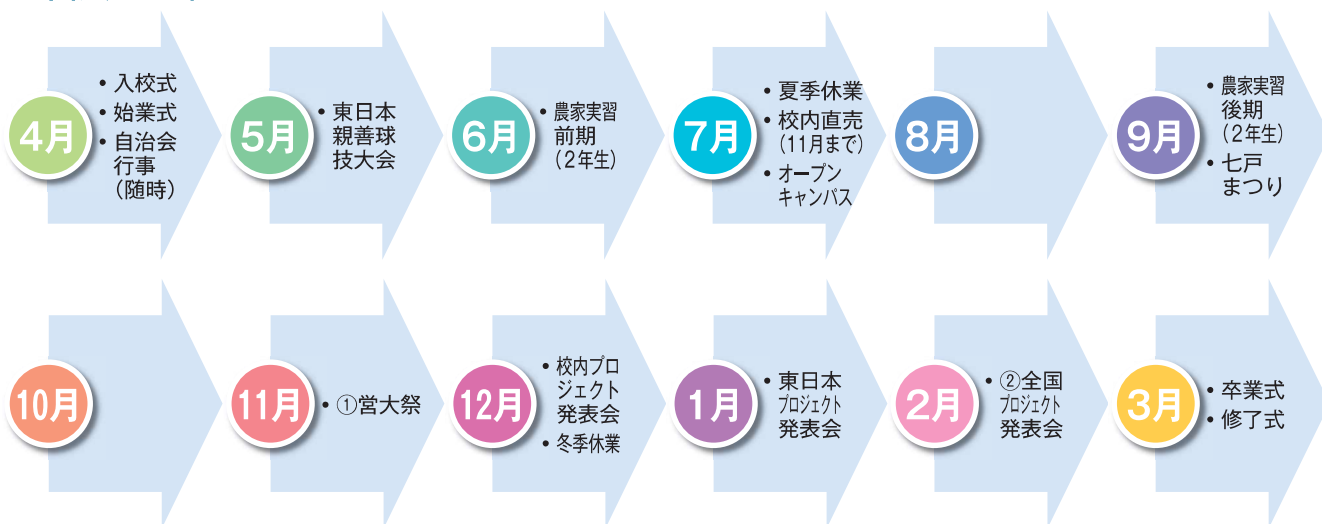 4月
・入校式
・始業式
・自治会
行事
(随時)
5月
・東日本
親善球
技大会
6月
・農家実習
前期
(2年生)
7月
・夏季休業
・校内直売
(11月まで)
・オープン
キャンパス
8月
9月
・農家実習
後期
(2年生)
・七戸
まつり
10月
11月
・①営大祭
12月
・校内プロ
ジェクト
発表会
・冬季休業
1月
・東日本
プロジェクト
発表会
2月
・②全国
プロジェクト
発表会
3月
・卒業式
・修了式